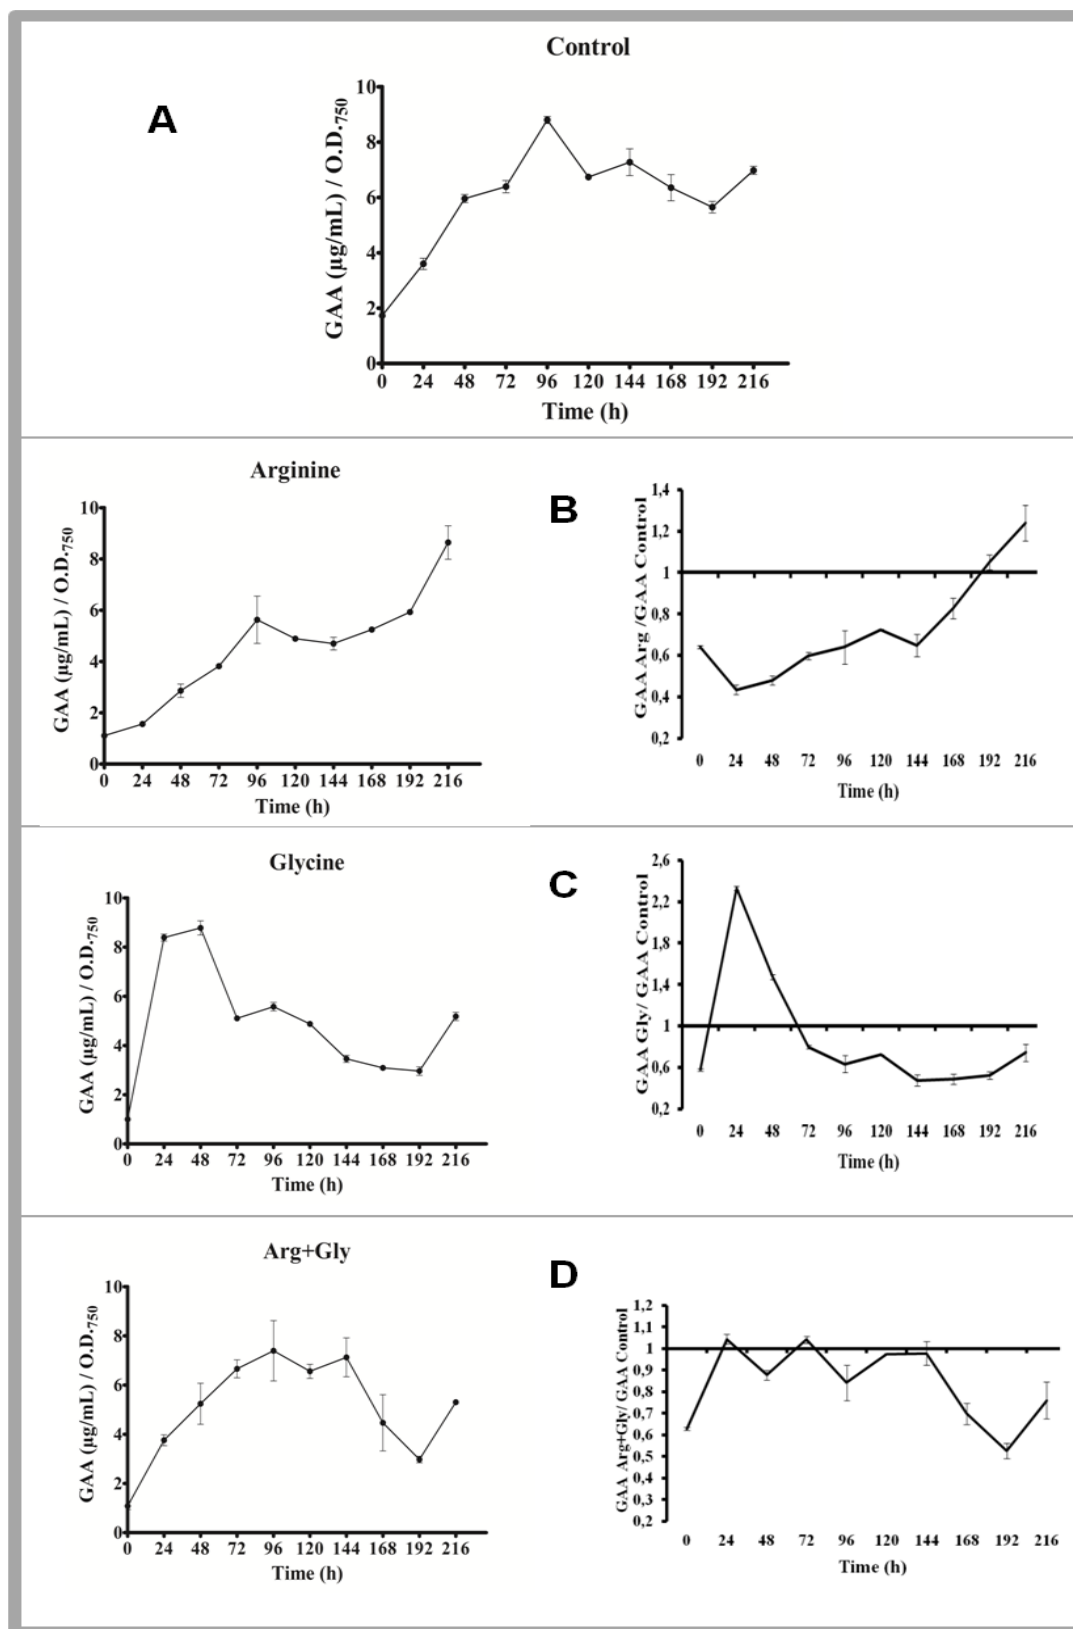 Control
A
GAA (µg/mL) / O.D.750
10
8
6
4
2
0
0 24 48 72 96 120 144 168 192 216
Time (h)
Arginine
B
GAA (µg/mL) / O.D.750
10
8
6
4
2
0
0 24 48 72 96 120 144 168 192 216
Time (h)
GAA Arg /GAA Control
1,4
1,2
1
0,8
0,6
0,4
0,2
0 24 48 72 96 120 144 168 192 216
Time (h)
Glycine
C
GAA (µg/mL) / O.D.750
10
8
6
4
2
0
0 24 48 72 96 120 144 168 192 216
Time (h)
GAA Gly/ GAA Control
2,6
2,2
1,8
1,4
1
0,6
0,2
0 24 48 72 96 120 144 168 192 216
Time (h)
Arg+Gly
D
GAA (µg/mL) / O.D.750
10
8
6
4
2
0
0 24 48 72 96 120 144 168 192 216
Time (h)
GAA Arg+Gly/ GAA Control
1,2
1,1
1
0,9
0,8
0,7
0,6
0,5
0,4
0,3
0,2
0 24 48 72 96 120 144 168 192 216
Time (h)